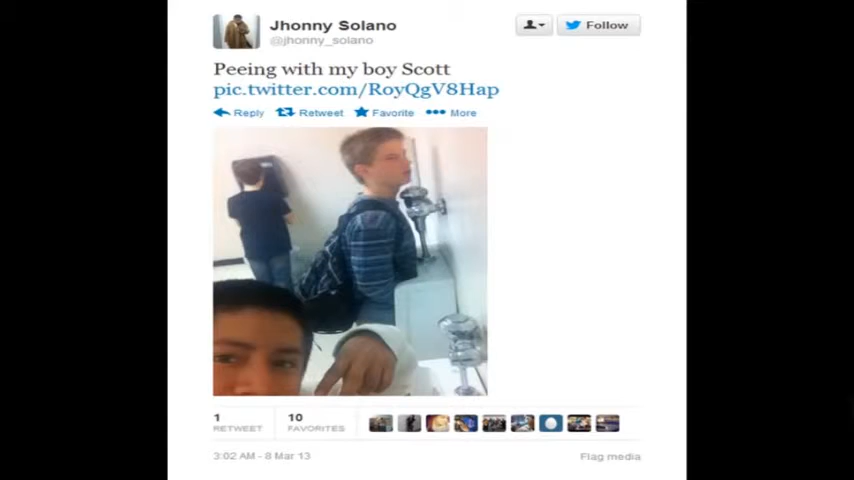 Jhonny Solano
@jhonny_solano
Follow
Peeing with my boy Scott
pic.twitter.com/RoyQgV8Hap
Reply Retweet Favorite More
1 10
RETWEET FAVORITES
3:02 AM - 8 Mar 13 Flag media